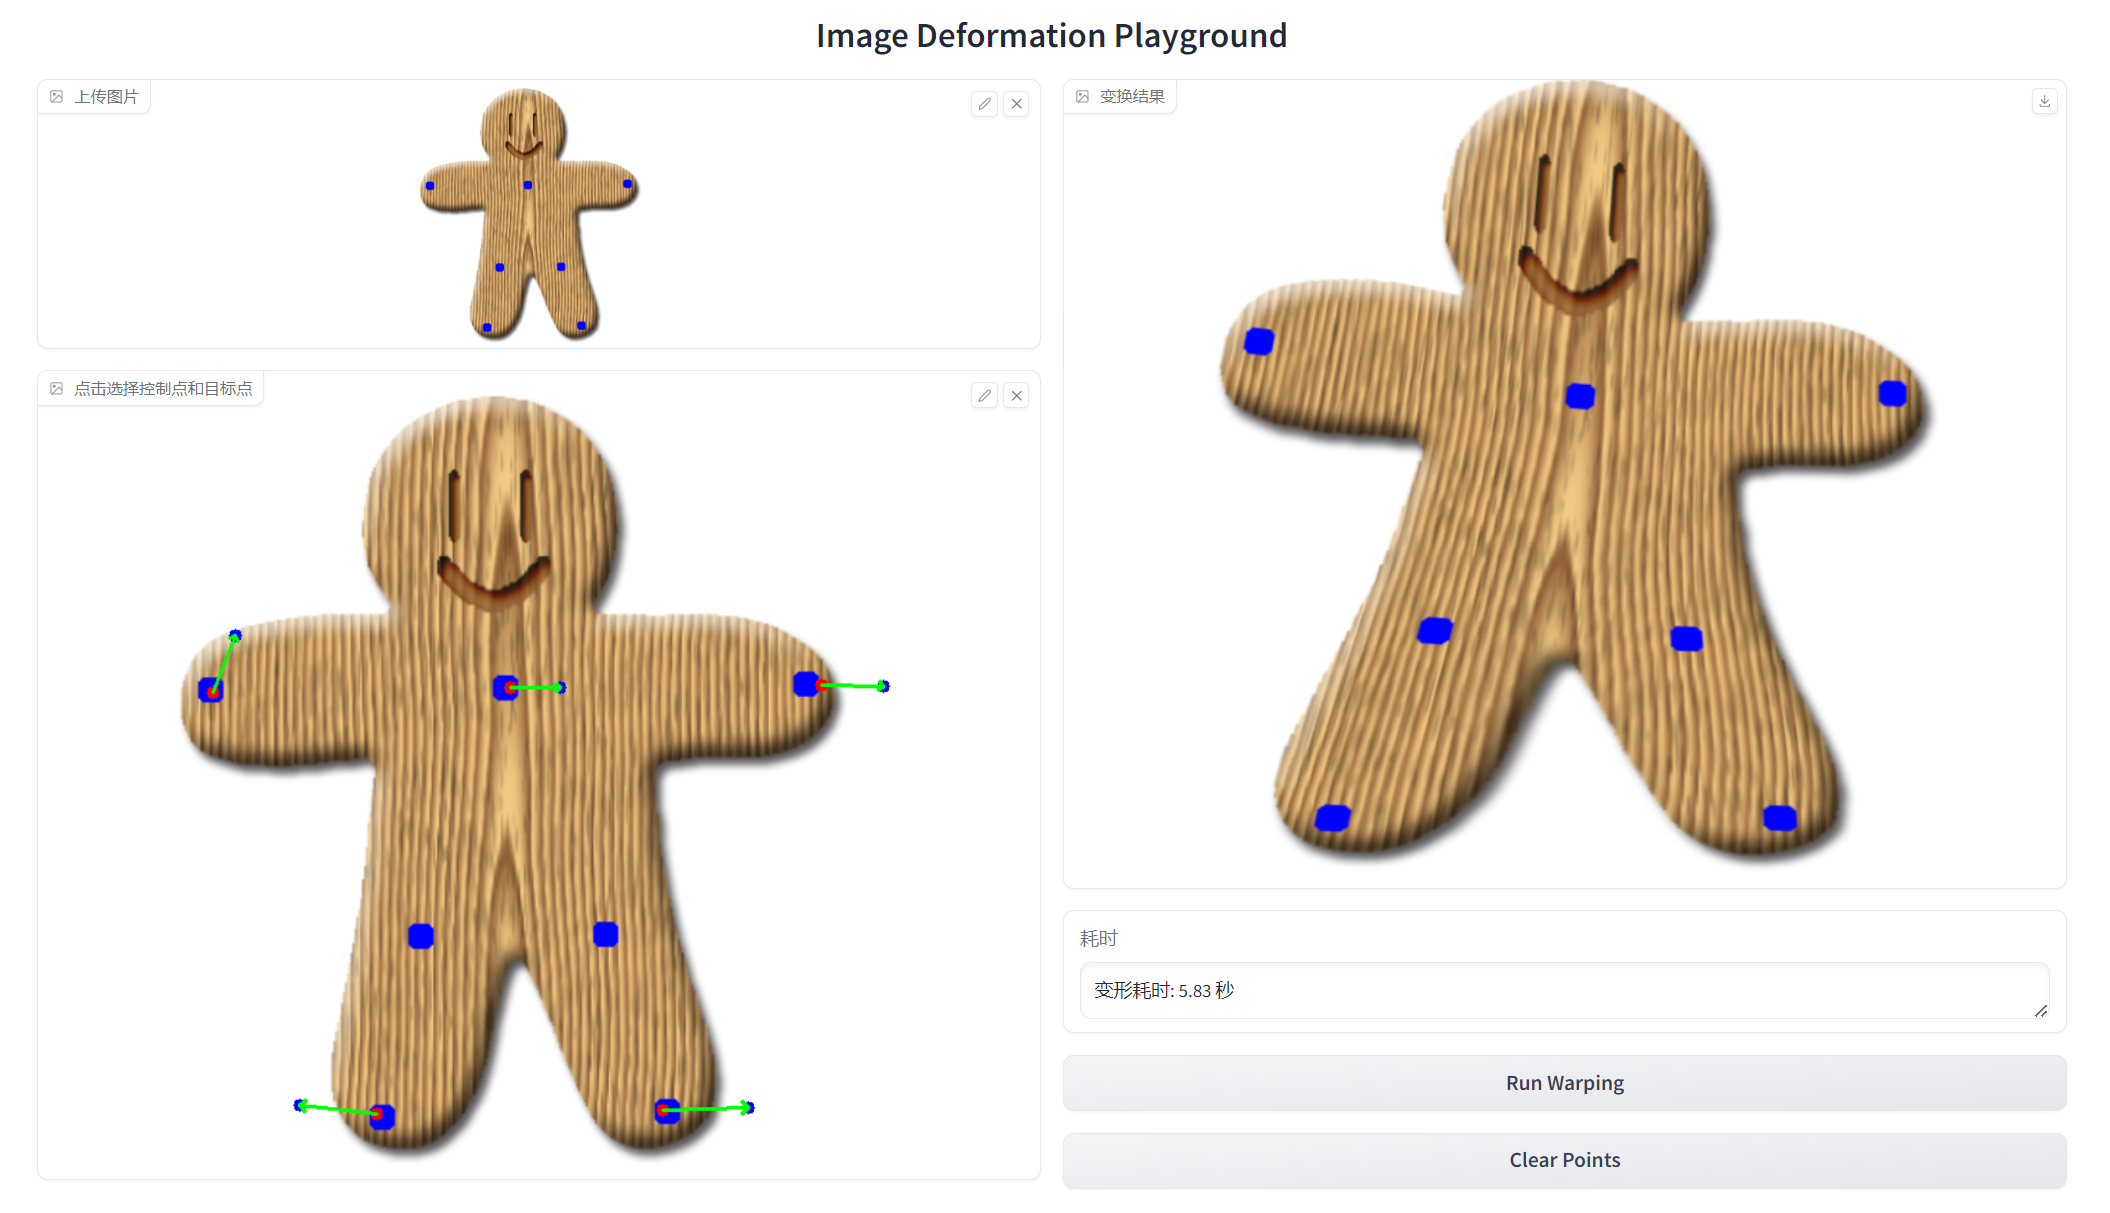 Image Deformation Playground
上传图片
变换结果
点击选择控制点和目标点
耗时
变形耗时: 5.83 秒
Run Warping
Clear Points